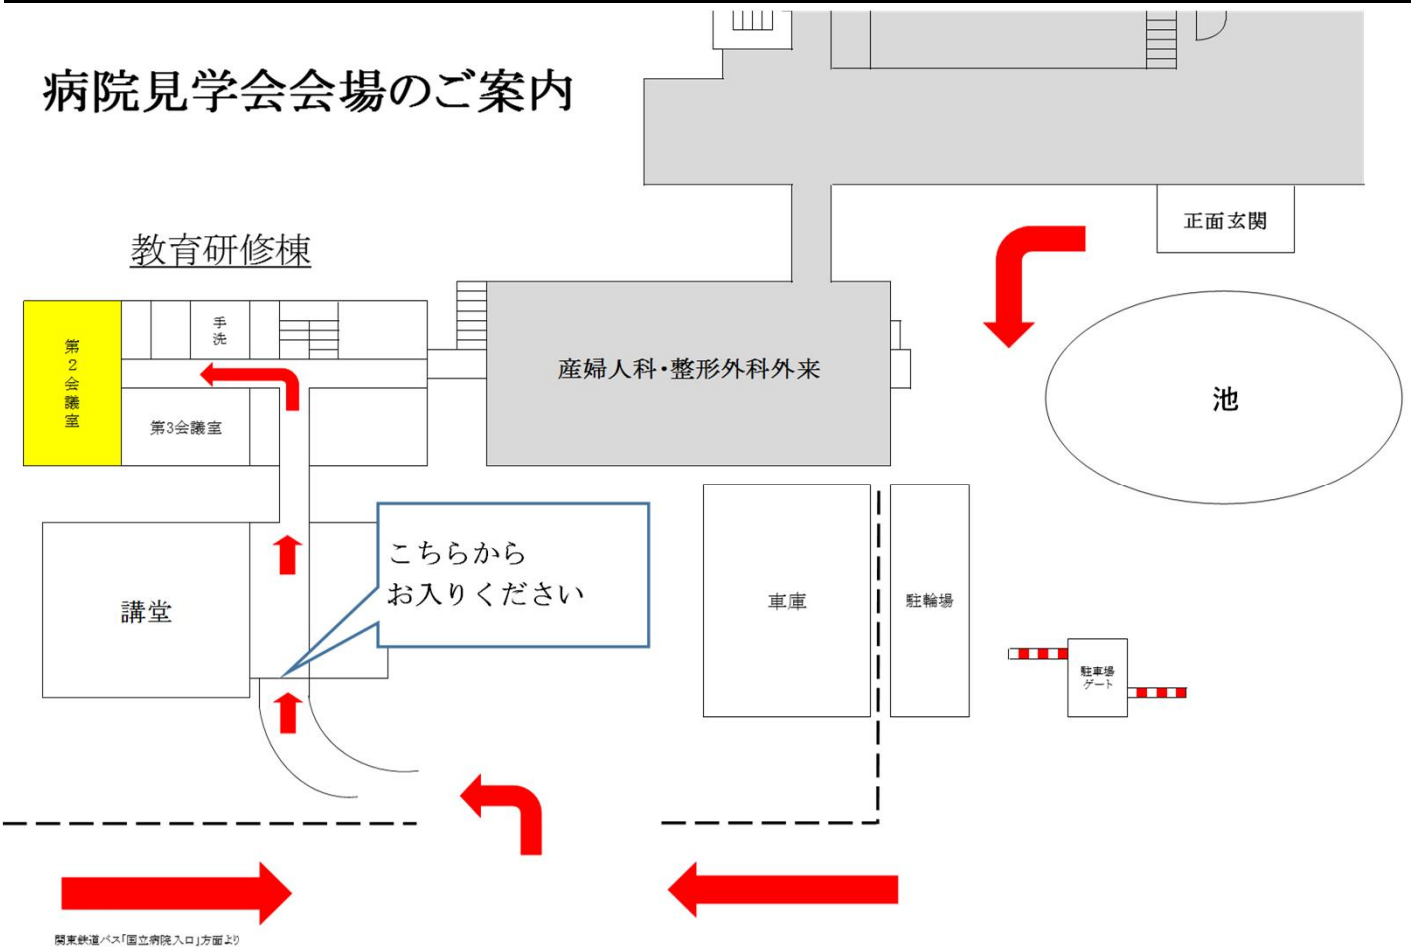 病院見学会会場のご案内
正面玄関
教育研修棟
手洗
第2会議室
産婦人科・整形外科外来
池
第3会議室
こちらから
お入りください
講堂
車庫
駐輪場
駐車場
ゲート
関東鉄道バス「国立病院入口」方面より